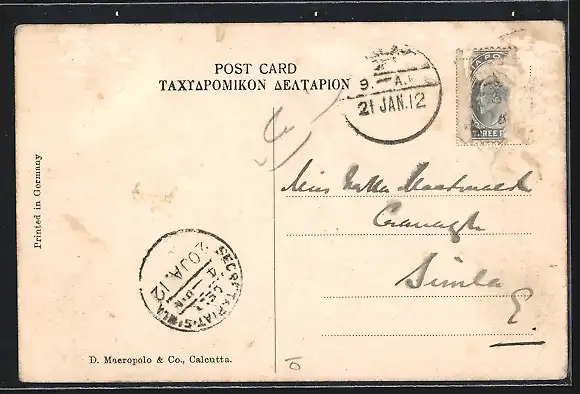 POST CARD
ΤΑΧΥΔΡΟΜΙΚΟΝ ΔΕΛΤΑΡΙΟΝ
9 - A.
21 JAN.12
THREE P
Miss Macdonald
Simla
E.
SECRETARIAT·SIMLA
20 JA.12
Printed in Germany
D. Macropolo & Co., Calcutta.